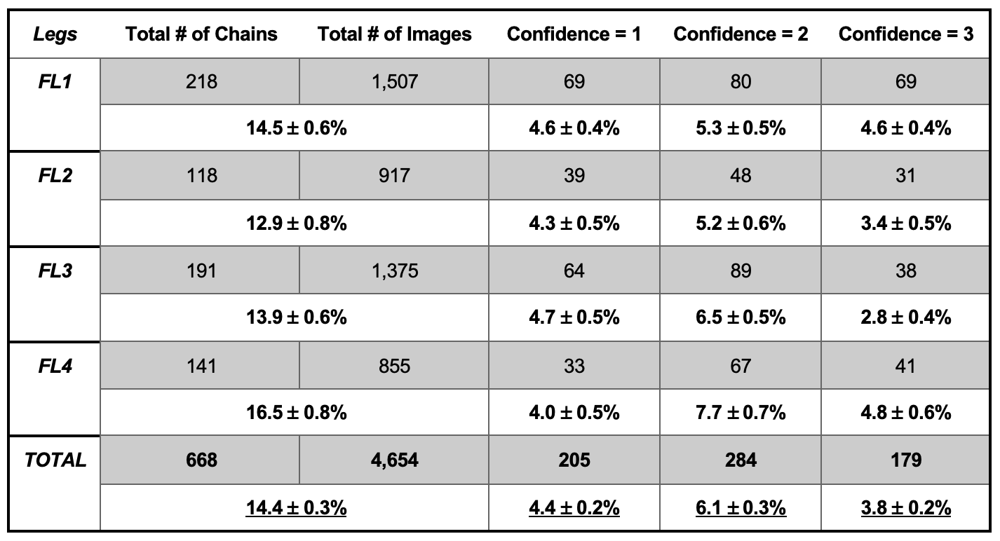 Legs Total # of Chains Total # of Images Confidence = 1 Confidence = 2 Confidence = 3
FL1 218 1,507 69 80 69
14.5 ± 0.6% 4.6 ± 0.4% 5.3 ± 0.5% 4.6 ± 0.4%
FL2 118 917 39 48 31
12.9 ± 0.8% 4.3 ± 0.5% 5.2 ± 0.6% 3.4 ± 0.5%
FL3 191 1,375 64 89 38
13.9 ± 0.6% 4.7 ± 0.5% 6.5 ± 0.5% 2.8 ± 0.4%
FL4 141 855 33 67 41
16.5 ± 0.8% 4.0 ± 0.5% 7.7 ± 0.7% 4.8 ± 0.6%
TOTAL 668 4,654 205 284 179
14.4 ± 0.3% 4.4 ± 0.2% 6.1 ± 0.3% 3.8 ± 0.2%